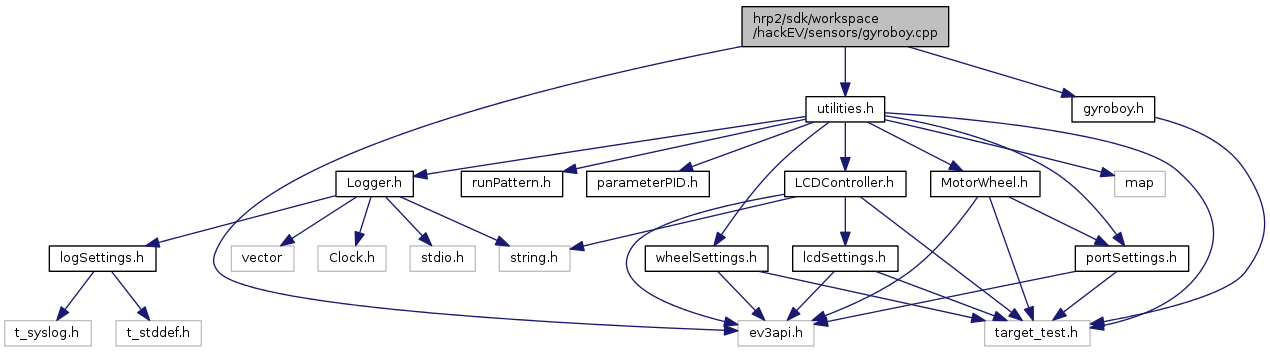 hrp2/sdk/workspace
/hackEV/sensors/gyroboy.cpp
utilities.h
gyroboy.h
Logger.h
runPattern.h
parameterPID.h
LCDController.h
MotorWheel.h
map
logSettings.h
vector
Clock.h
stdio.h
string.h
wheelSettings.h
lcdSettings.h
portSettings.h
t_syslog.h
t_stddef.h
ev3api.h
target_test.h